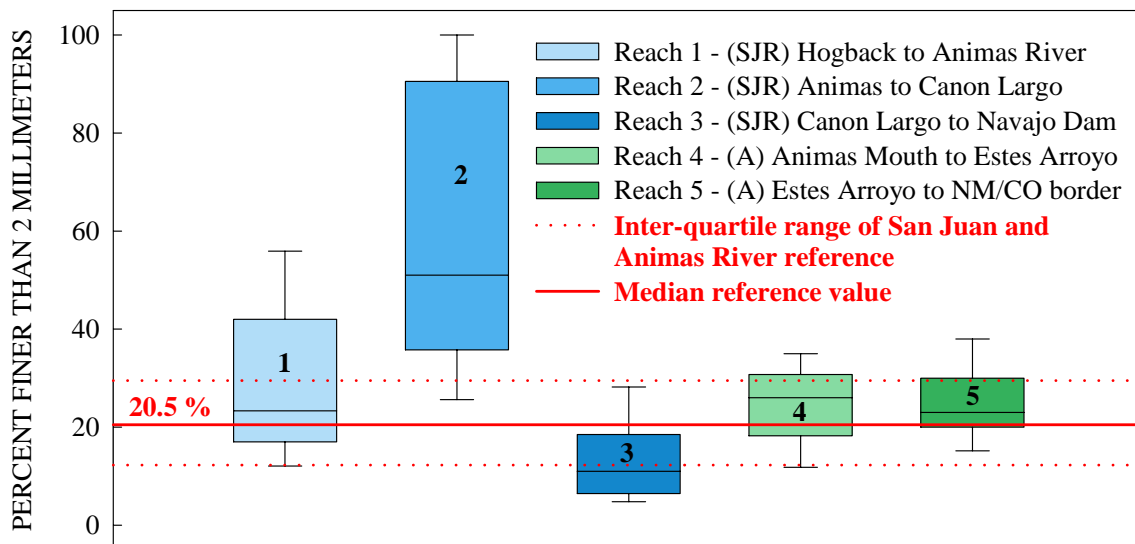 PERCENT FINER THAN 2 MILLIMETERS
100
80
60
40
20
0
Reach 1 - (SJR) Hogback to Animas River
Reach 2 - (SJR) Animas to Canon Largo
Reach 3 - (SJR) Canon Largo to Navajo Dam
Reach 4 - (A) Animas Mouth to Estes Arroyo
Reach 5 - (A) Estes Arroyo to NM/CO border
Inter-quartile range of San Juan and
Animas River reference
Median reference value
20.5 %
1
2
3
4
5